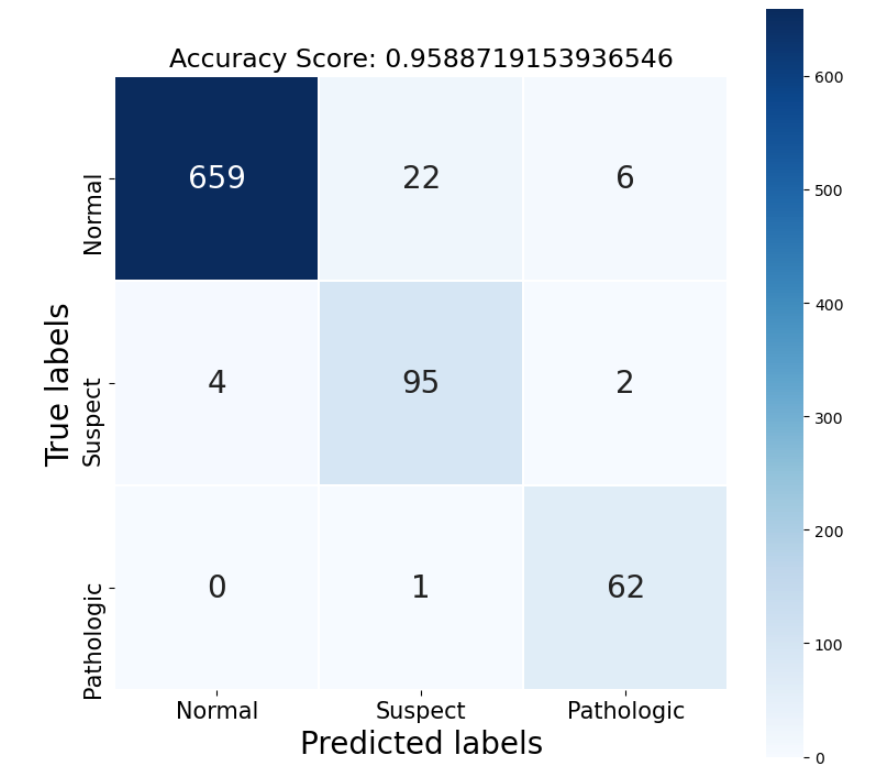 Accuracy Score: 0.9588719153936546
True labels
Normal
659 22 6
Suspect
4 95 2
Pathologic
0 1 62
Normal Suspect Pathologic
Predicted labels
600
500
400
300
200
100
0